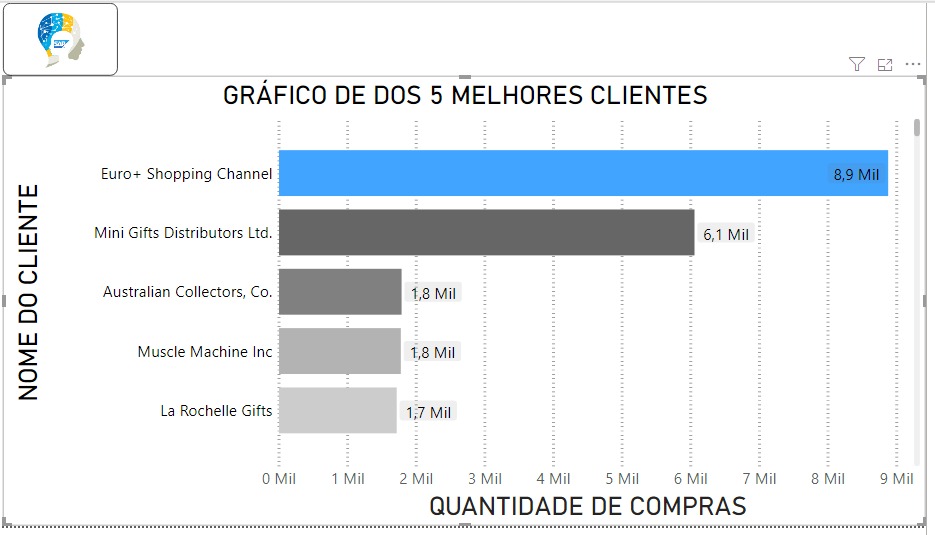 SAP
GRÁFICO DE DOS 5 MELHORES CLIENTES
NOME DO CLIENTE
Euro+ Shopping Channel
8,9 Mil
Mini Gifts Distributors Ltd.
6,1 Mil
Australian Collectors, Co.
1,8 Mil
Muscle Machine Inc
1,8 Mil
La Rochelle Gifts
1,7 Mil
0 Mil 1 Mil 2 Mil 3 Mil 4 Mil 5 Mil 6 Mil 7 Mil 8 Mil 9 Mil
QUANTIDADE DE COMPRAS